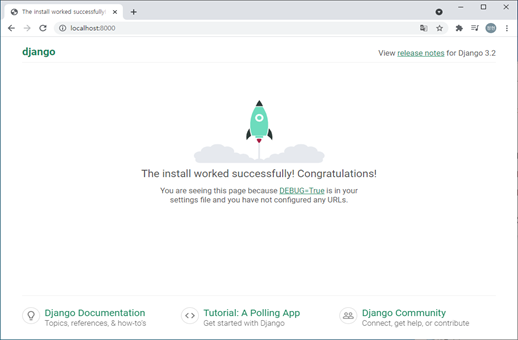 The install worked successfully!
localhost:8000
django
View release notes for Django 3.2
The install worked successfully! Congratulations!
You are seeing this page because DEBUG=True is in your
settings file and you have not configured any URLs.
Django Documentation
Topics, references, & how-to's
Tutorial: A Polling App
Get started with Django
Django Community
Connect, get help, or contribute